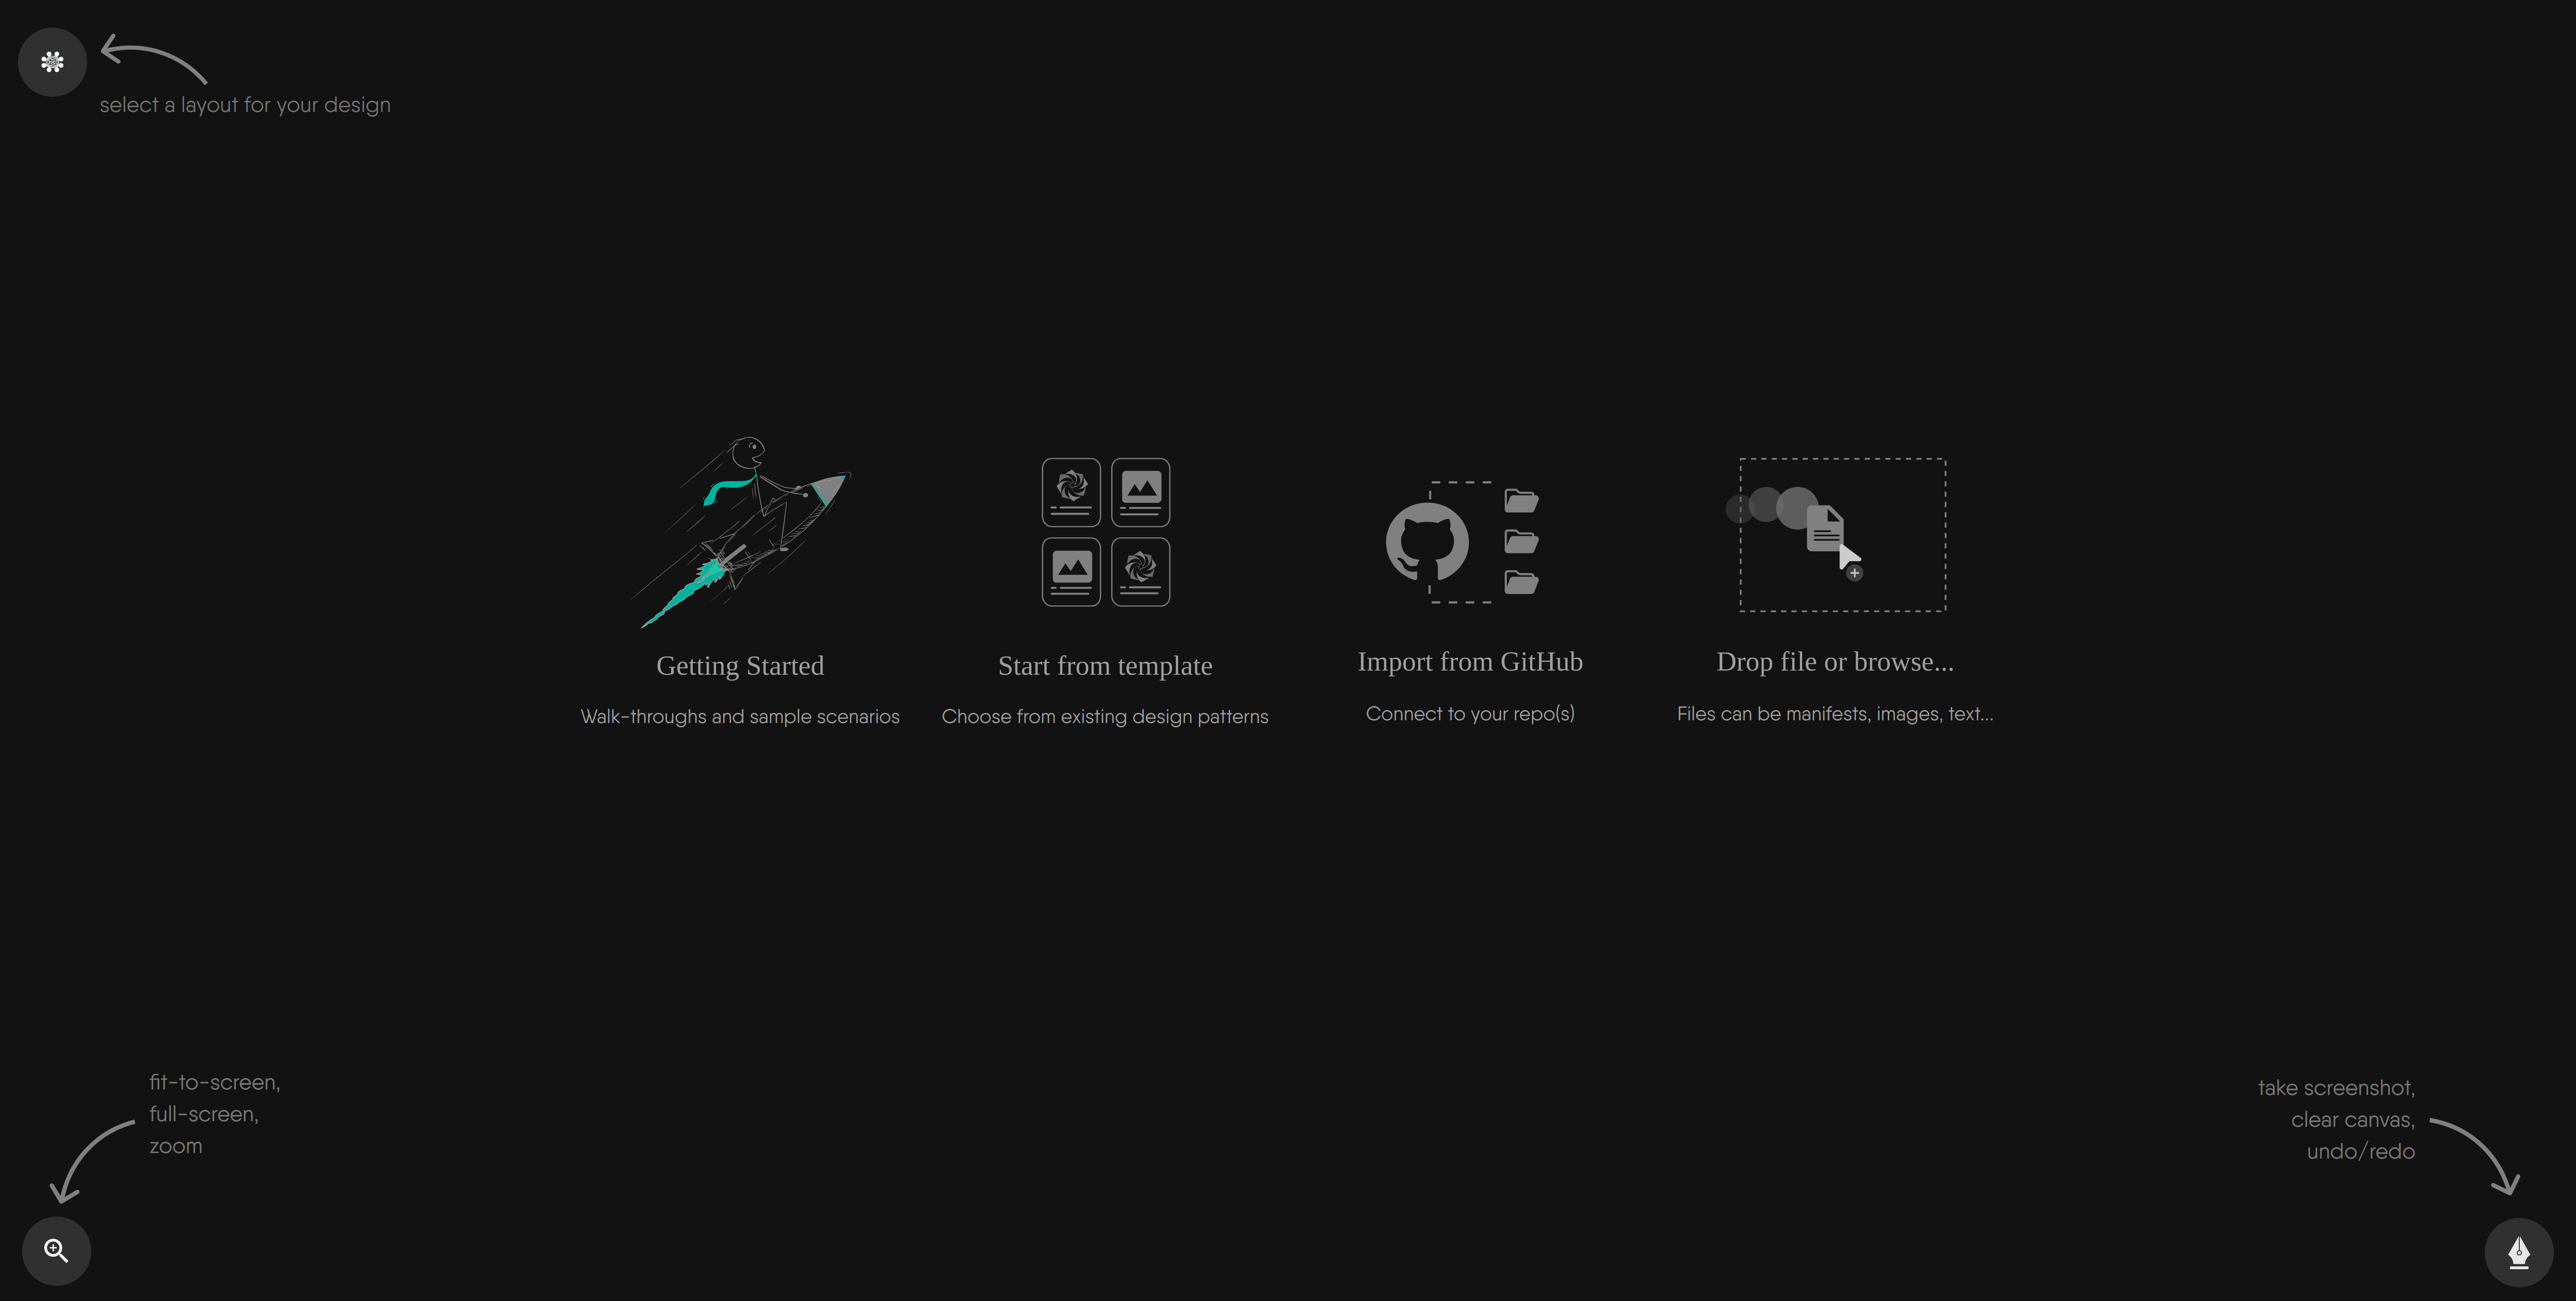 select a layout for your design
Getting Started
Walk-throughs and sample scenarios
Start from template
Choose from existing design patterns
Import from GitHub
Connect to your repo(s)
Drop file or browse...
Files can be manifests, images, text...
fit-to-screen,
full-screen,
zoom
take screenshot,
clear canvas,
undo/redo